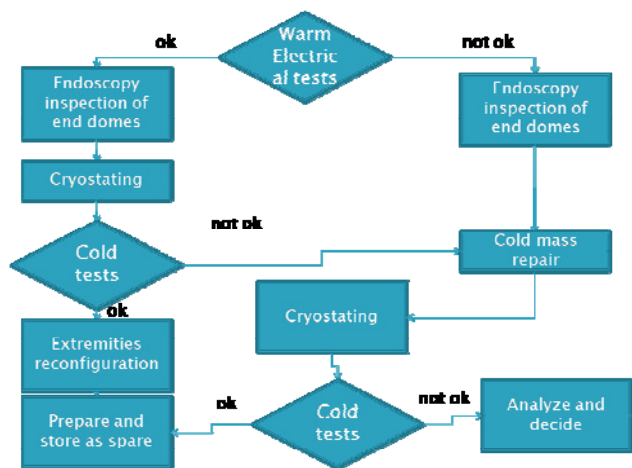 ok
Warm
Electric
al tests
not ok
Endoscopy
inspection of
end domes
Endoscopy
inspection of
end domes
Cryostating
not ok
Cold
tests
Cold mass
repair
ok
Cryostating
Extremities
reconfiguration
ok
not ok
Prepare and
store as spare
Cold
tests
Analyze and
decide